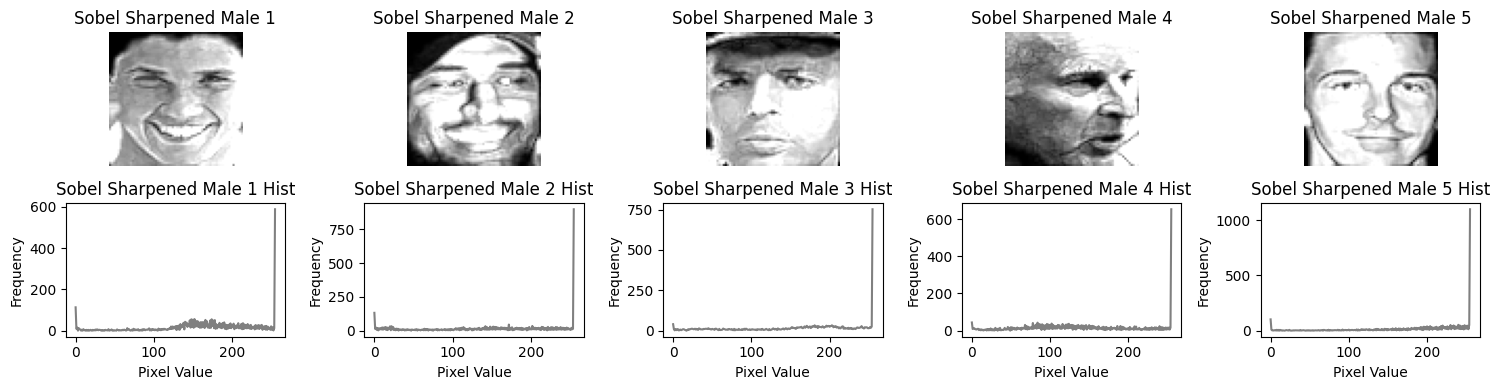 Sobel Sharpened Male 1
Sobel Sharpened Male 2
Sobel Sharpened Male 3
Sobel Sharpened Male 4
Sobel Sharpened Male 5
Sobel Sharpened Male 1 Hist
600
400
200
0
Frequency
0 100 200
Pixel Value
Sobel Sharpened Male 2 Hist
750
500
250
0
Frequency
0 100 200
Pixel Value
Sobel Sharpened Male 3 Hist
750
500
250
0
Frequency
0 100 200
Pixel Value
Sobel Sharpened Male 4 Hist
600
400
200
0
Frequency
0 100 200
Pixel Value
Sobel Sharpened Male 5 Hist
1000
500
0
Frequency
0 100 200
Pixel Value